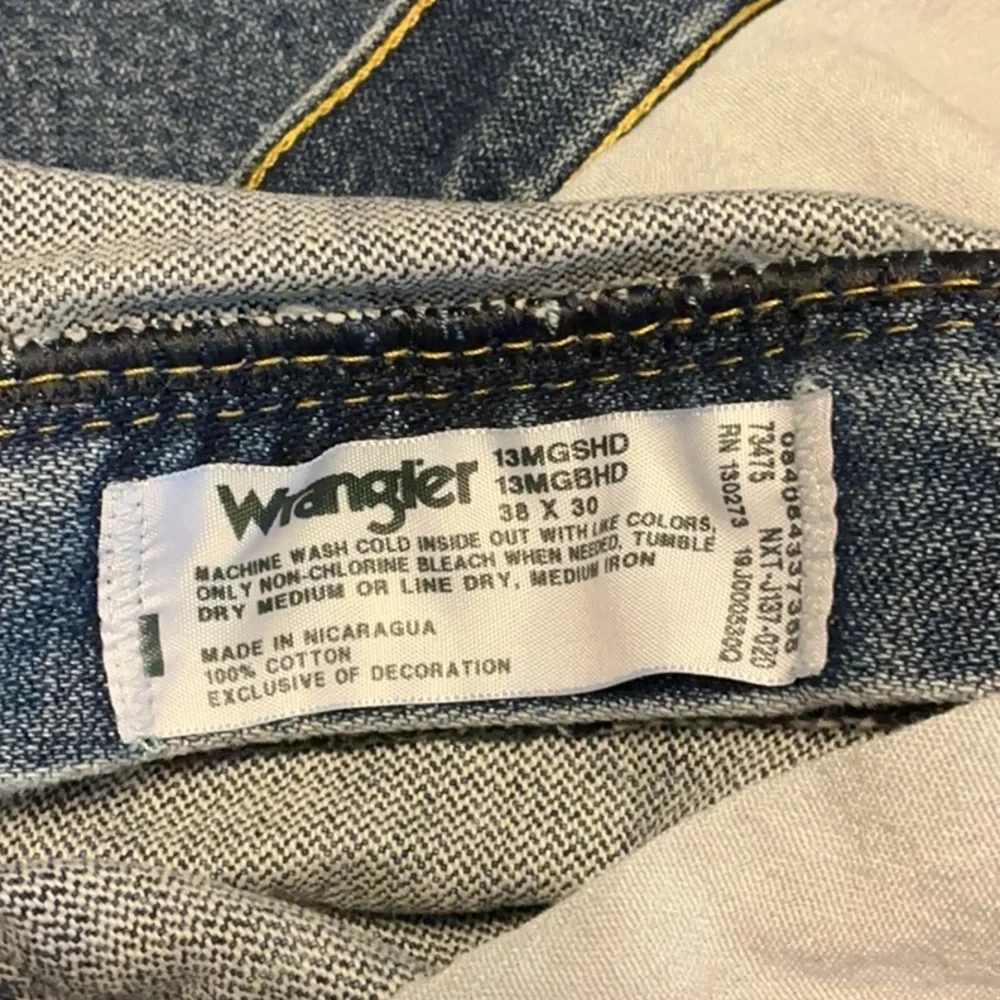 Wrangler
13MGSHD
13MGBHD
38 X 30
MACHINE WASH COLD INSIDE OUT WITH LIKE COLORS,
ONLY NON-CHLORINE BLEACH WHEN NEEDED, TUMBLE
DRY MEDIUM OR LINE DRY, MEDIUM IRON
MADE IN NICARAGUA
100% COTTON
EXCLUSIVE OF DECORATION
73475 NXT-J137-020
RN 130273